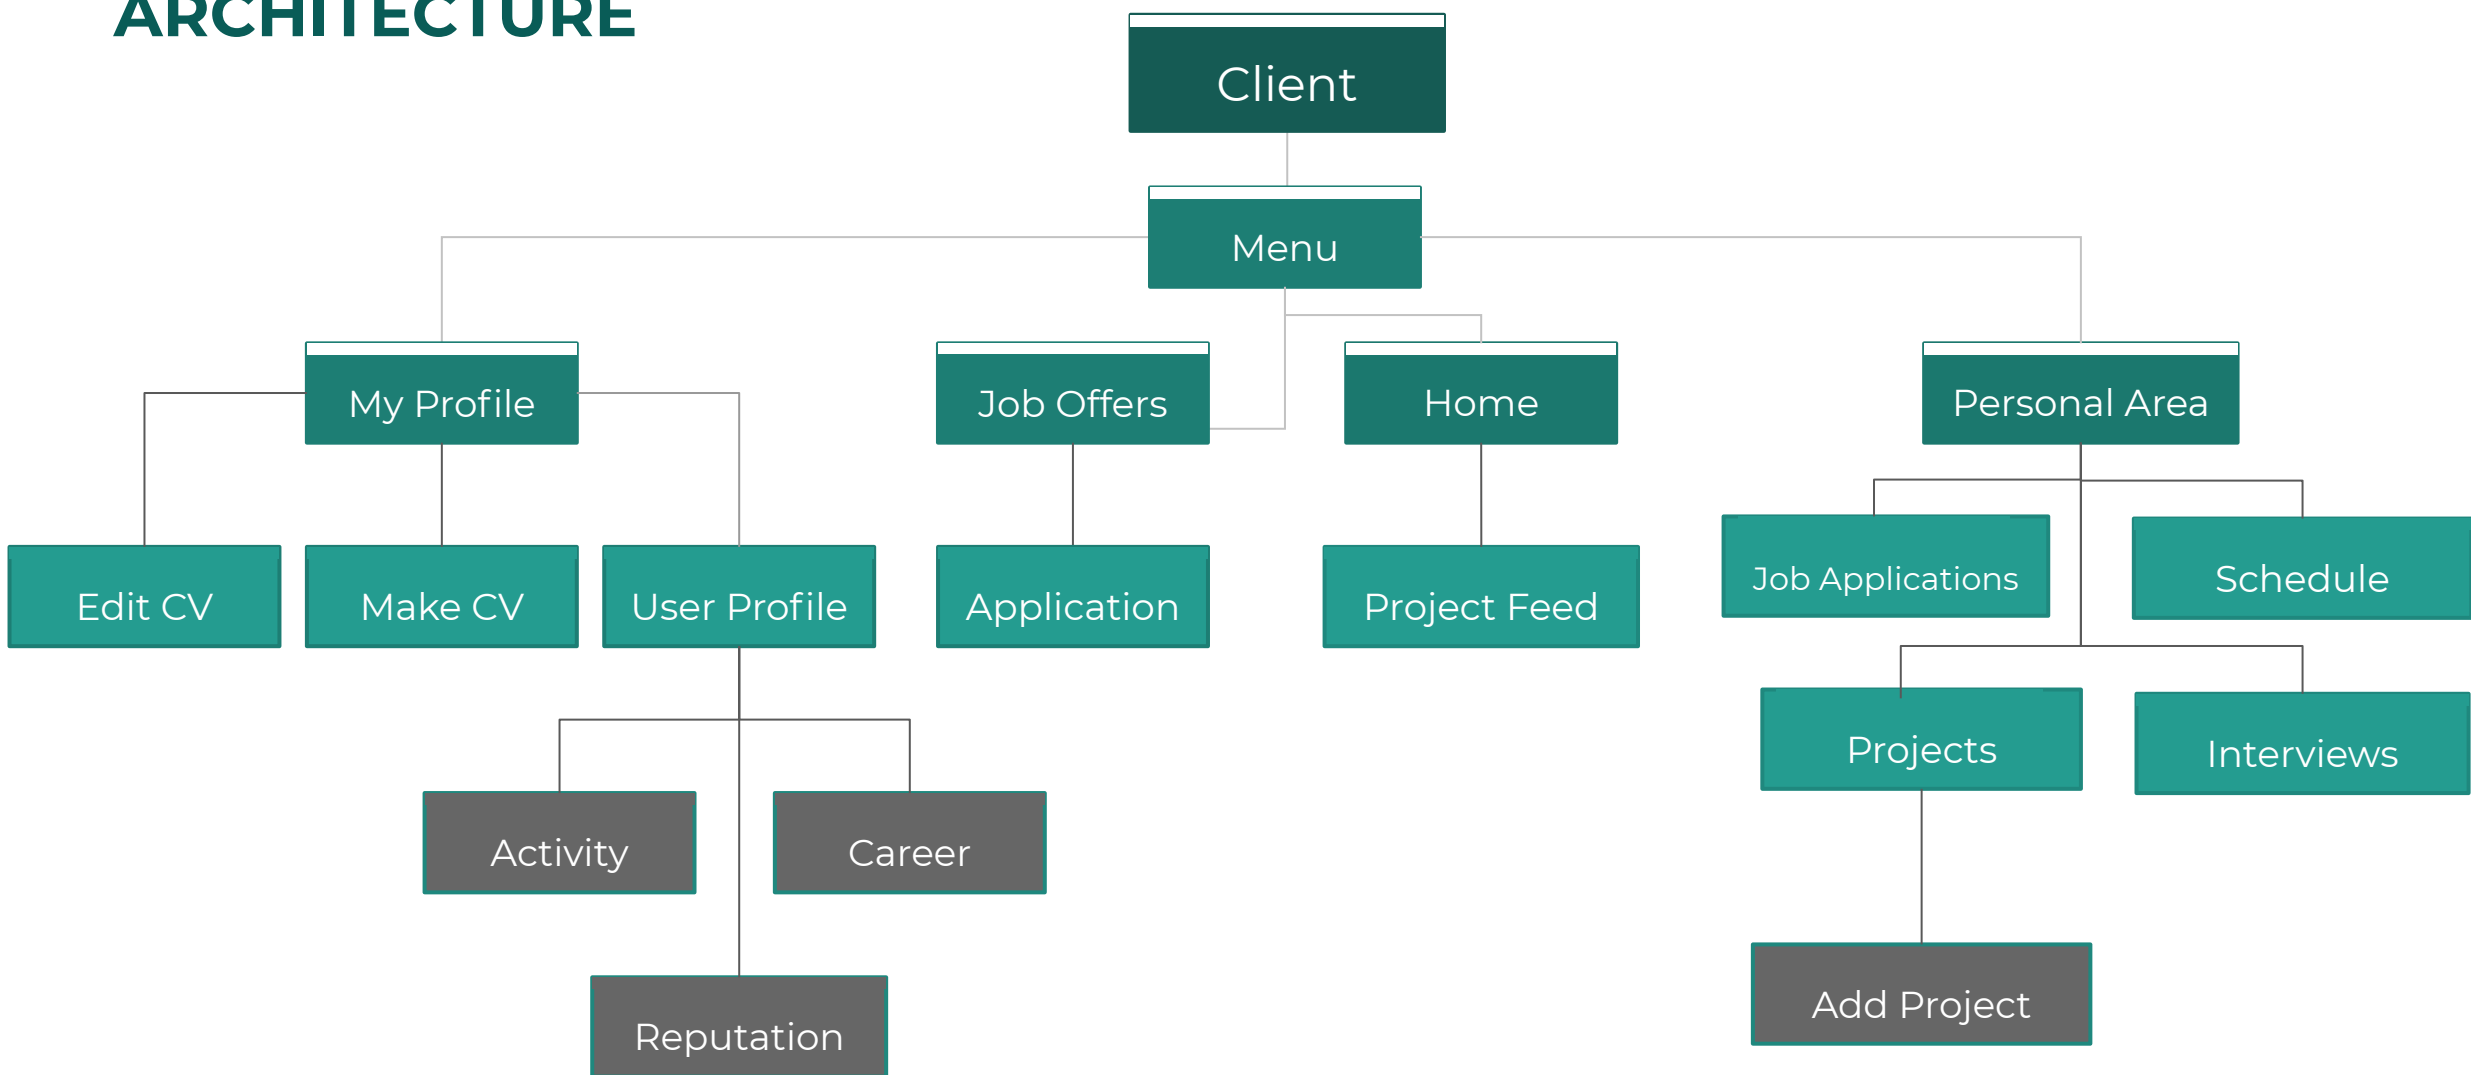 ARCHITECTURE
Client
Menu
My Profile
Job Offers
Home
Personal Area
Edit CV
Make CV
User Profile
Application
Project Feed
Job Applications
Schedule
Projects
Interviews
Activity
Career
Add Project
Reputation